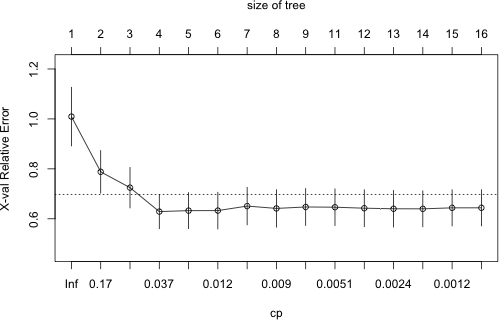 size of tree
1 2 3 4 5 6 7 8 9 11 12 13 14 15 16
X-val Relative Error
1.2
1.0
0.8
0.6
Inf 0.17 0.037 0.012 0.009 0.0051 0.0024 0.0012
cp